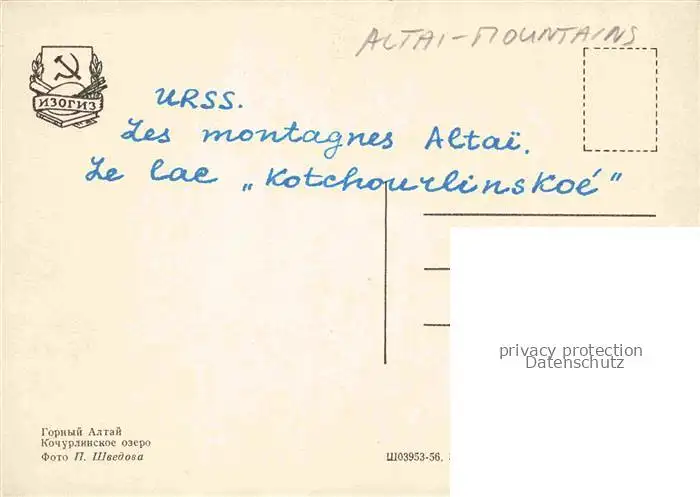 ALTAI-MOUNTAINS
ИЗОГИЗ
URSS.
Les montagnes Altaï.
Le lac „Kotchourlinskoé”
privacy protection
Datenschutz
Горный Алтай
Кочурлинское озеро
Фото П. Шведова
Ш03953-56,